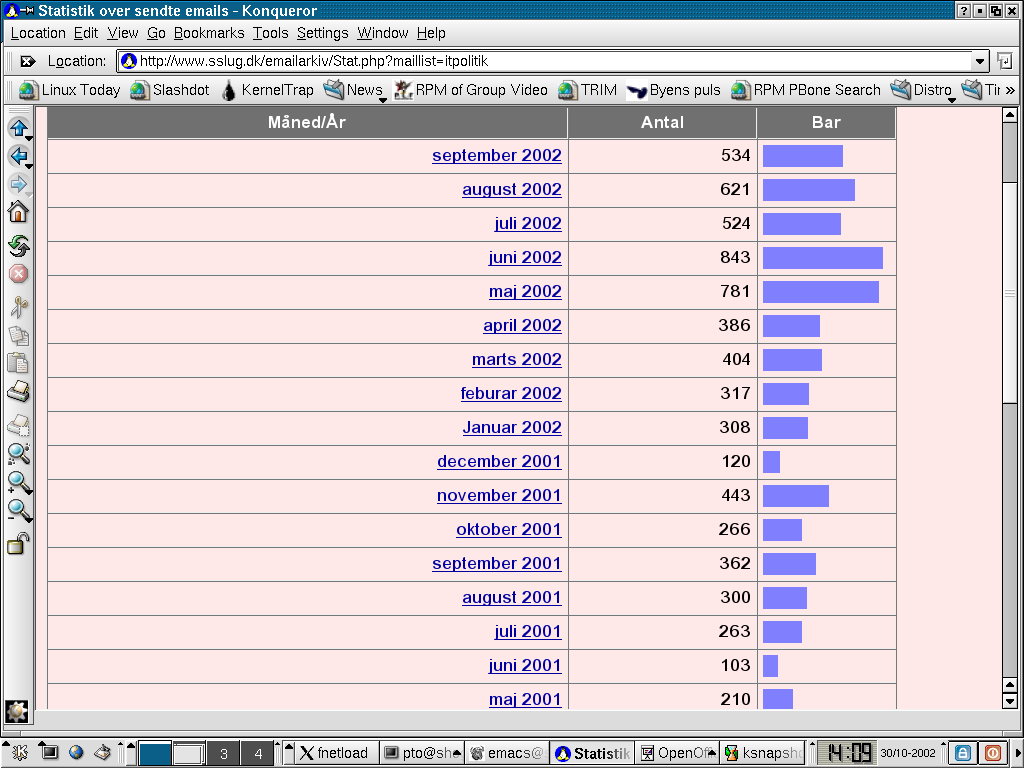 Statistik over sendte emails - Konqueror
Location Edit View Go Bookmarks Tools Settings Window Help
Location: http://www.sslug.dk/emailarkiv/Stat.php?maillist=itpolitik
Linux Today Slashdot KernelTrap News RPM of Group Video TRIM Byens puls RPM PBone Search Distro Tir »
Måned/År Antal Bar
september 2002 534
august 2002 621
juli 2002 524
juni 2002 843
maj 2002 781
april 2002 386
marts 2002 404
feburar 2002 317
Januar 2002 308
december 2001 120
november 2001 443
oktober 2001 266
september 2001 362
august 2001 300
juli 2001 263
juni 2001 103
maj 2001 210
3 4 fnetload pto@sh emacs@ Statistik OpenOff ksnapsho 14:09 30/10-2002